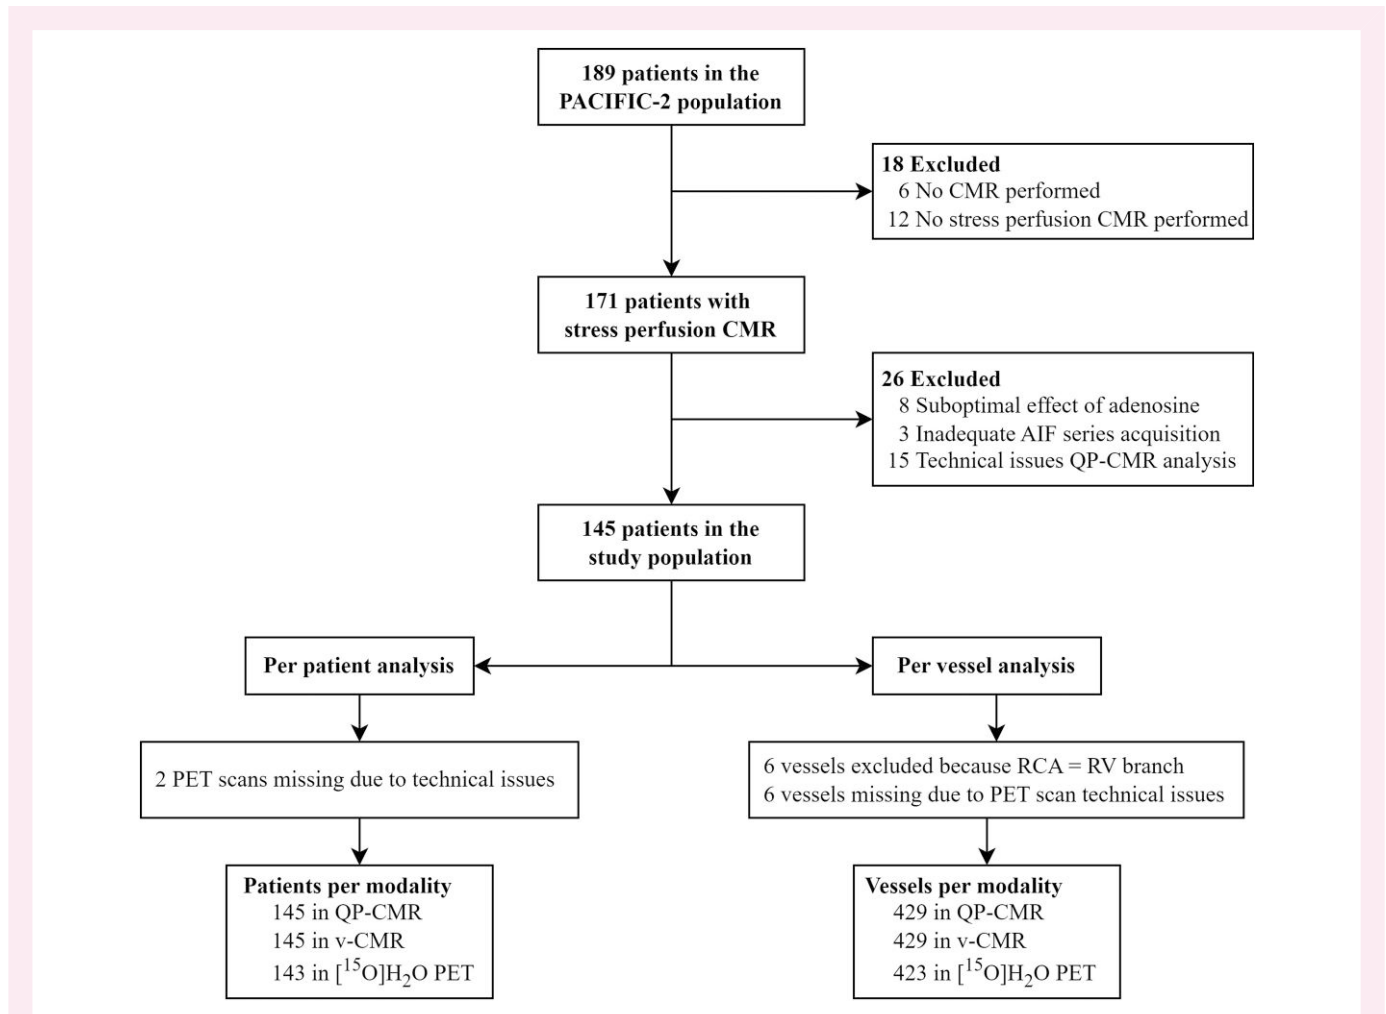 189 patients in the
PACIFIC-2 population
18 Excluded
6 No CMR performed
12 No stress perfusion CMR performed
171 patients with
stress perfusion CMR
26 Excluded
8 Suboptimal effect of adenosine
3 Inadequate AIF series acquisition
15 Technical issues QP-CMR analysis
145 patients in the
study population
Per patient analysis
Per vessel analysis
2 PET scans missing due to technical issues
6 vessels excluded because RCA = RV branch
6 vessels missing due to PET scan technical issues
Patients per modality
145 in QP-CMR
145 in v-CMR
143 in [¹⁵O]H₂O PET
Vessels per modality
429 in QP-CMR
429 in v-CMR
423 in [¹⁵O]H₂O PET